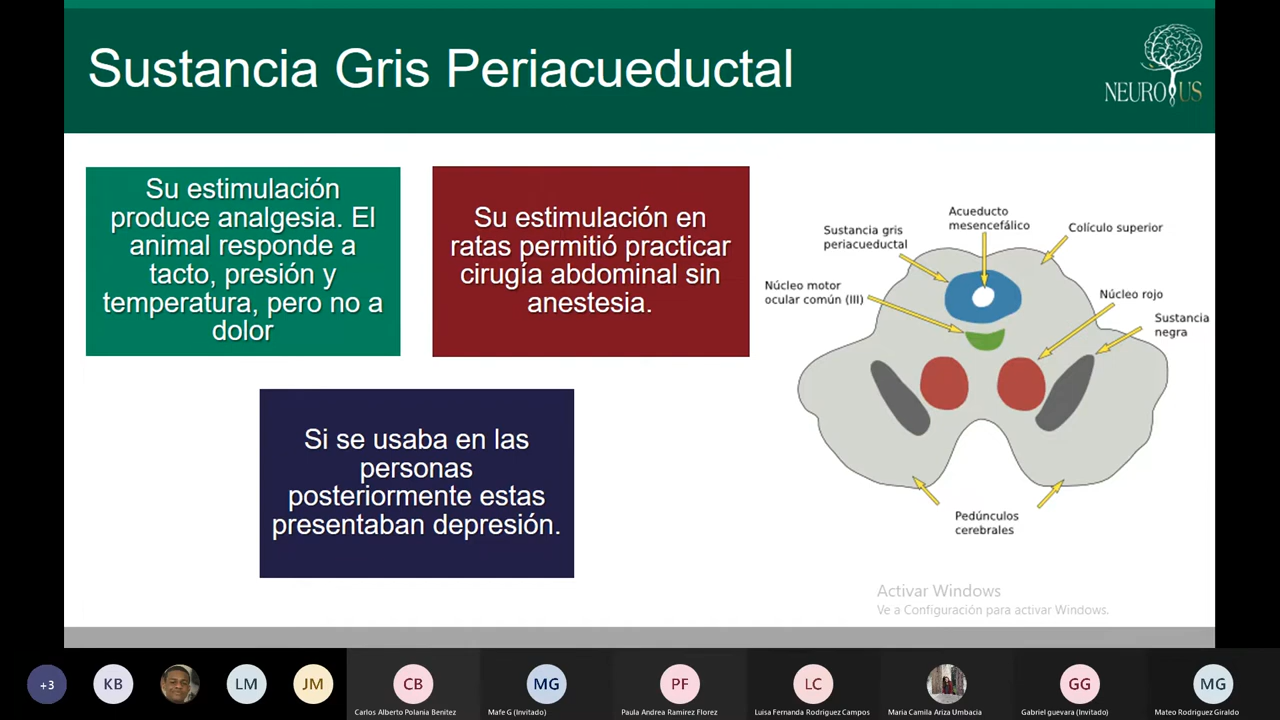 Sustancia Gris Periacueductal
NEURO US
Su estimulación
produce analgesia. El
animal responde a
tacto, presión y
temperatura, pero no a
dolor
Su estimulación en
ratas permitió practicar
cirugía abdominal sin
anestesia.
Si se usaba en las
personas
posteriormente estas
presentaban depresión.
Acueducto
mesencefálico
Sustancia gris
periacueductal
Colículo superior
Núcleo motor
ocular común (III)
Núcleo rojo
Sustancia
negra
Pedúnculos
cerebrales
Activar Windows
Ve a Configuración para activar Windows.
+3
KB
LM
JM
CB
Carlos Alberto Polania Benitez
MG
Mafe G (Invitado)
PF
Paula Andrea Ramirez Florez
LC
Luisa Fernanda Rodriguez Campos
Maria Camila Ariza Umbacia
GG
Gabriel guevara (Invitado)
MG
Mateo Rodriguez Giraldo